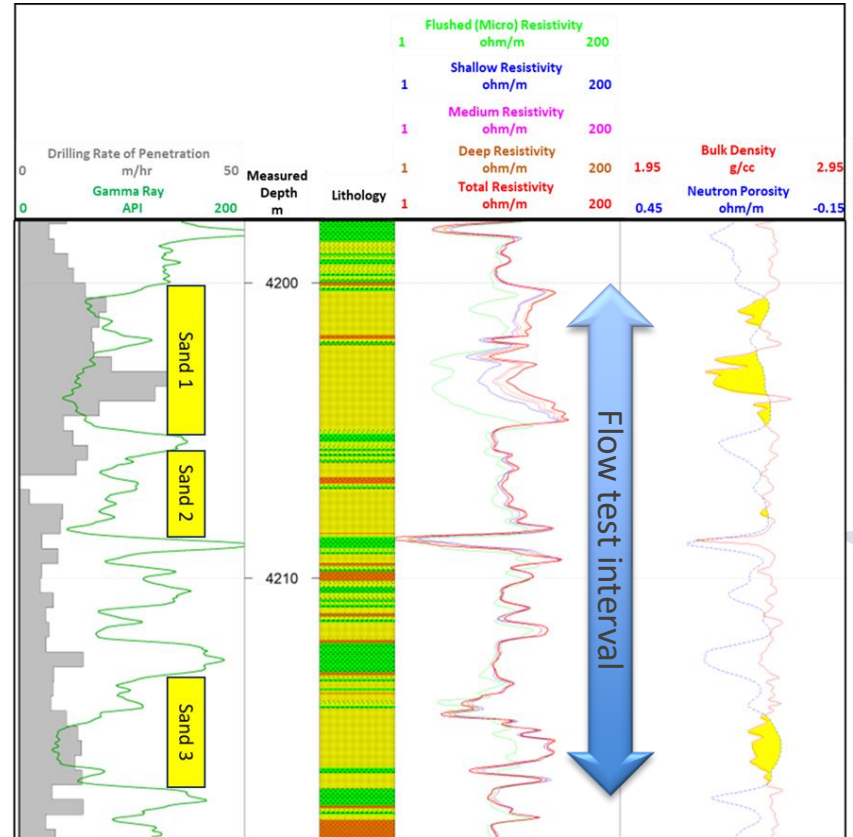 Flushed (Micro) Resistivity
ohm/m
1 200
Shallow Resistivity
1 ohm/m 200
Medium Resistivity
1 ohm/m 200
Drilling Rate of Penetration
0 m/hr 50
Gamma Ray
0 API 200
Measured
Depth
m
Lithology
Deep Resistivity
1 ohm/m 200
Total Resistivity
1 ohm/m 200
Bulk Density
1.95 g/cc 2.95
Neutron Porosity
0.45 ohm/m -0.15
4200
Sand 1
Sand 2
4210
Sand 3
Flow test interval